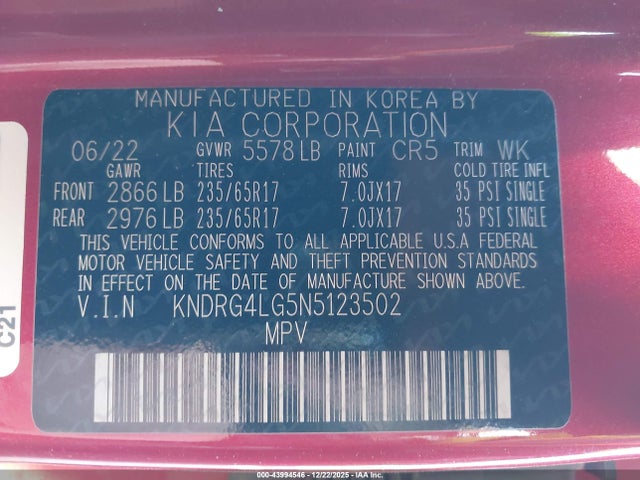 MANUFACTURED IN KOREA BY
KIA CORPORATION
06/22 GVWR 5578LB PAINT CR5 TRIM WK
GAWR TIRES RIMS COLD TIRE INFL
FRONT 2866LB 235/65R17 7.0JX17 35 PSI SINGLE
REAR 2976LB 235/65R17 7.0JX17 35 PSI SINGLE
THIS VEHICLE CONFORMS TO ALL APPLICABLE U.S.A FEDERAL
MOTOR VEHICLE SAFETY AND THEFT PREVENTION STANDARDS
IN EFFECT ON THE DATE OF MANUFACTURE SHOWN ABOVE.
V.I.N KNDRG4LG5N5123502
MPV
C21
000-43994546 - 12/22/2025 - IAA Inc.